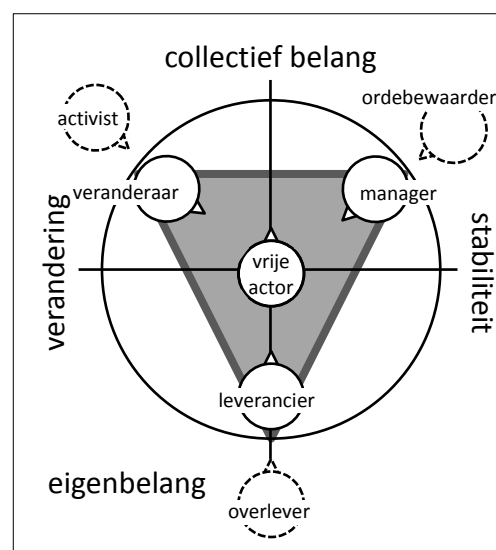 collectief belang
ordebewaarder
activist
veranderaar
manager
verandering
stabiliteit
vrije
actor
leverancier
eigenbelang
overlever